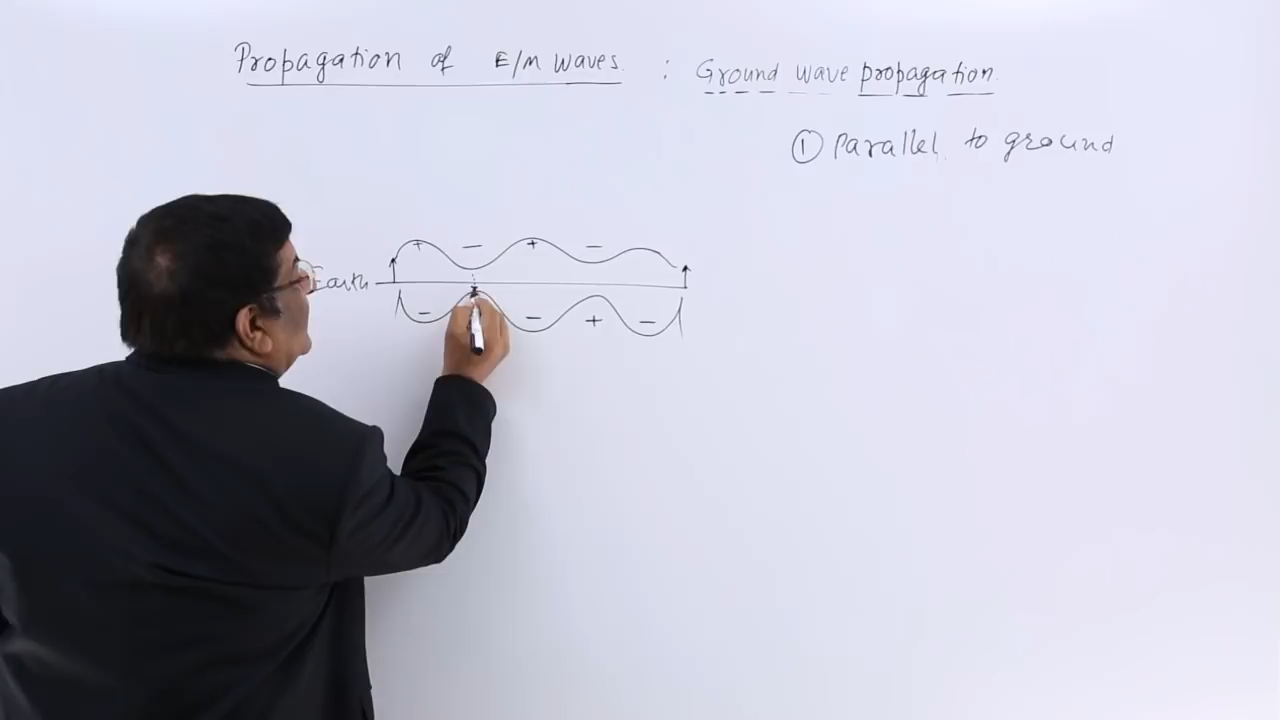 Propagation of E/M waves. : Ground wave propagation.
① Parallel to ground
+ − + −
Earth
− − + −